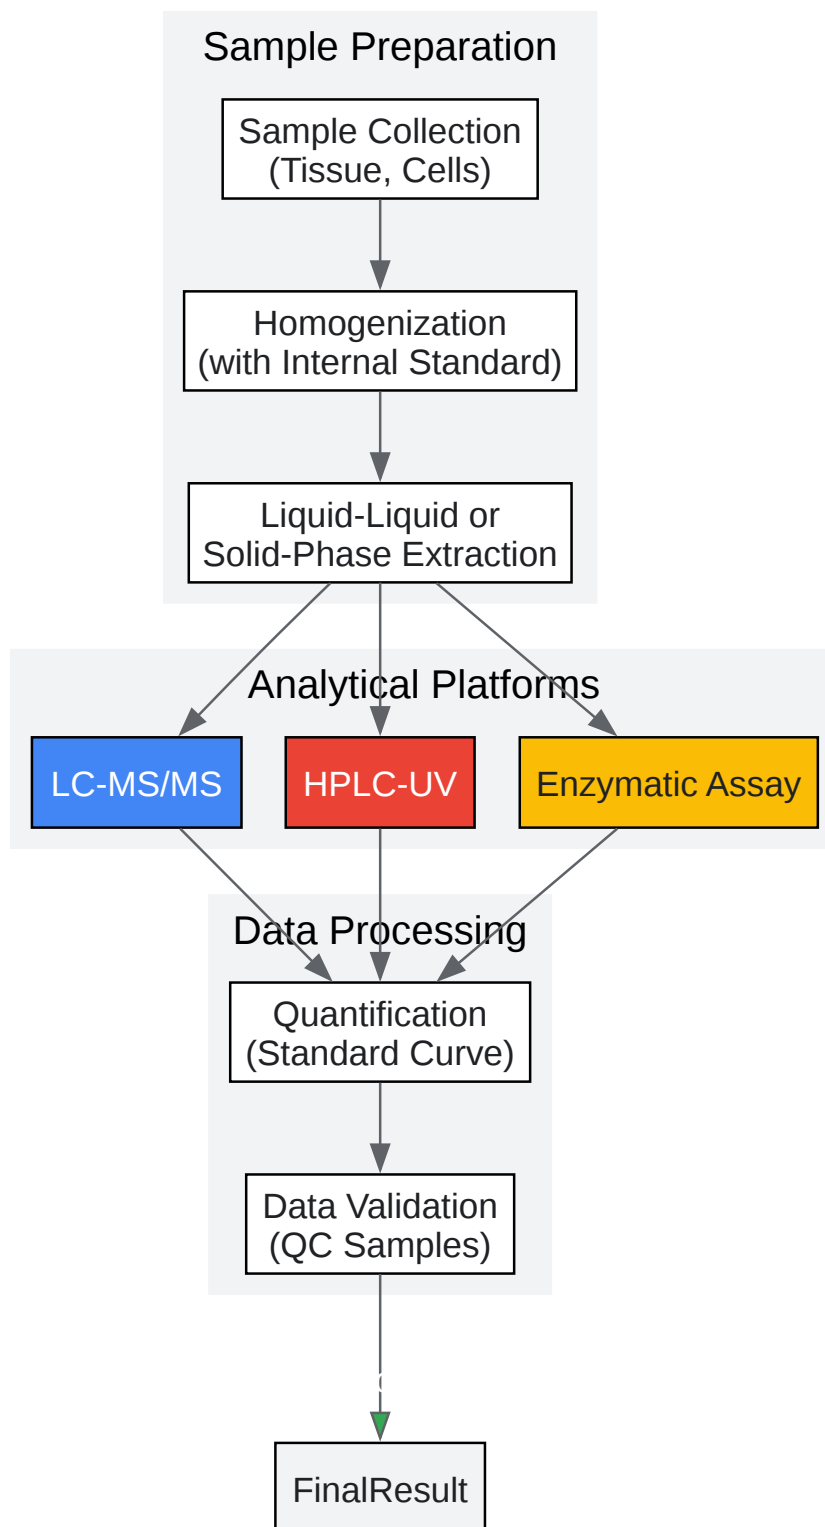 Sample Preparation
Sample Collection
(Tissue, Cells)
Homogenization
(with Internal Standard)
Liquid-Liquid or
Solid-Phase Extraction
Analytical Platforms
LC-MS/MS
HPLC-UV
Enzymatic Assay
Data Processing
Quantification
(Standard Curve)
Data Validation
(QC Samples)
FinalResult